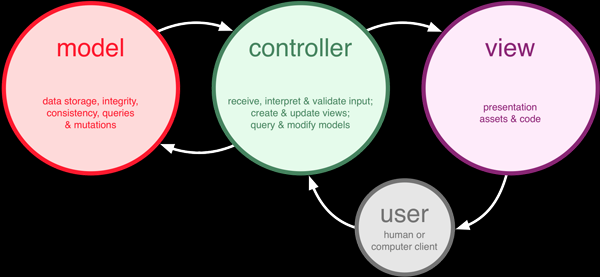 model
data storage, integrity,
consistency, queries
& mutations
controller
receive, interpret & validate input;
create & update views;
query & modify models
view
presentation
assets & code
user
human or
computer client